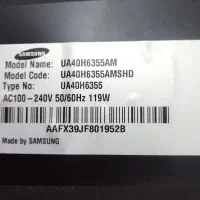 SAMSUNG
Model Name: UA40H6355AM
Model Code: UA40H6355AMSHD
Type No: UA40H6355
AC100-240V 50/60Hz 119W
AAFX39JF801952B
Made by SAMSUNG